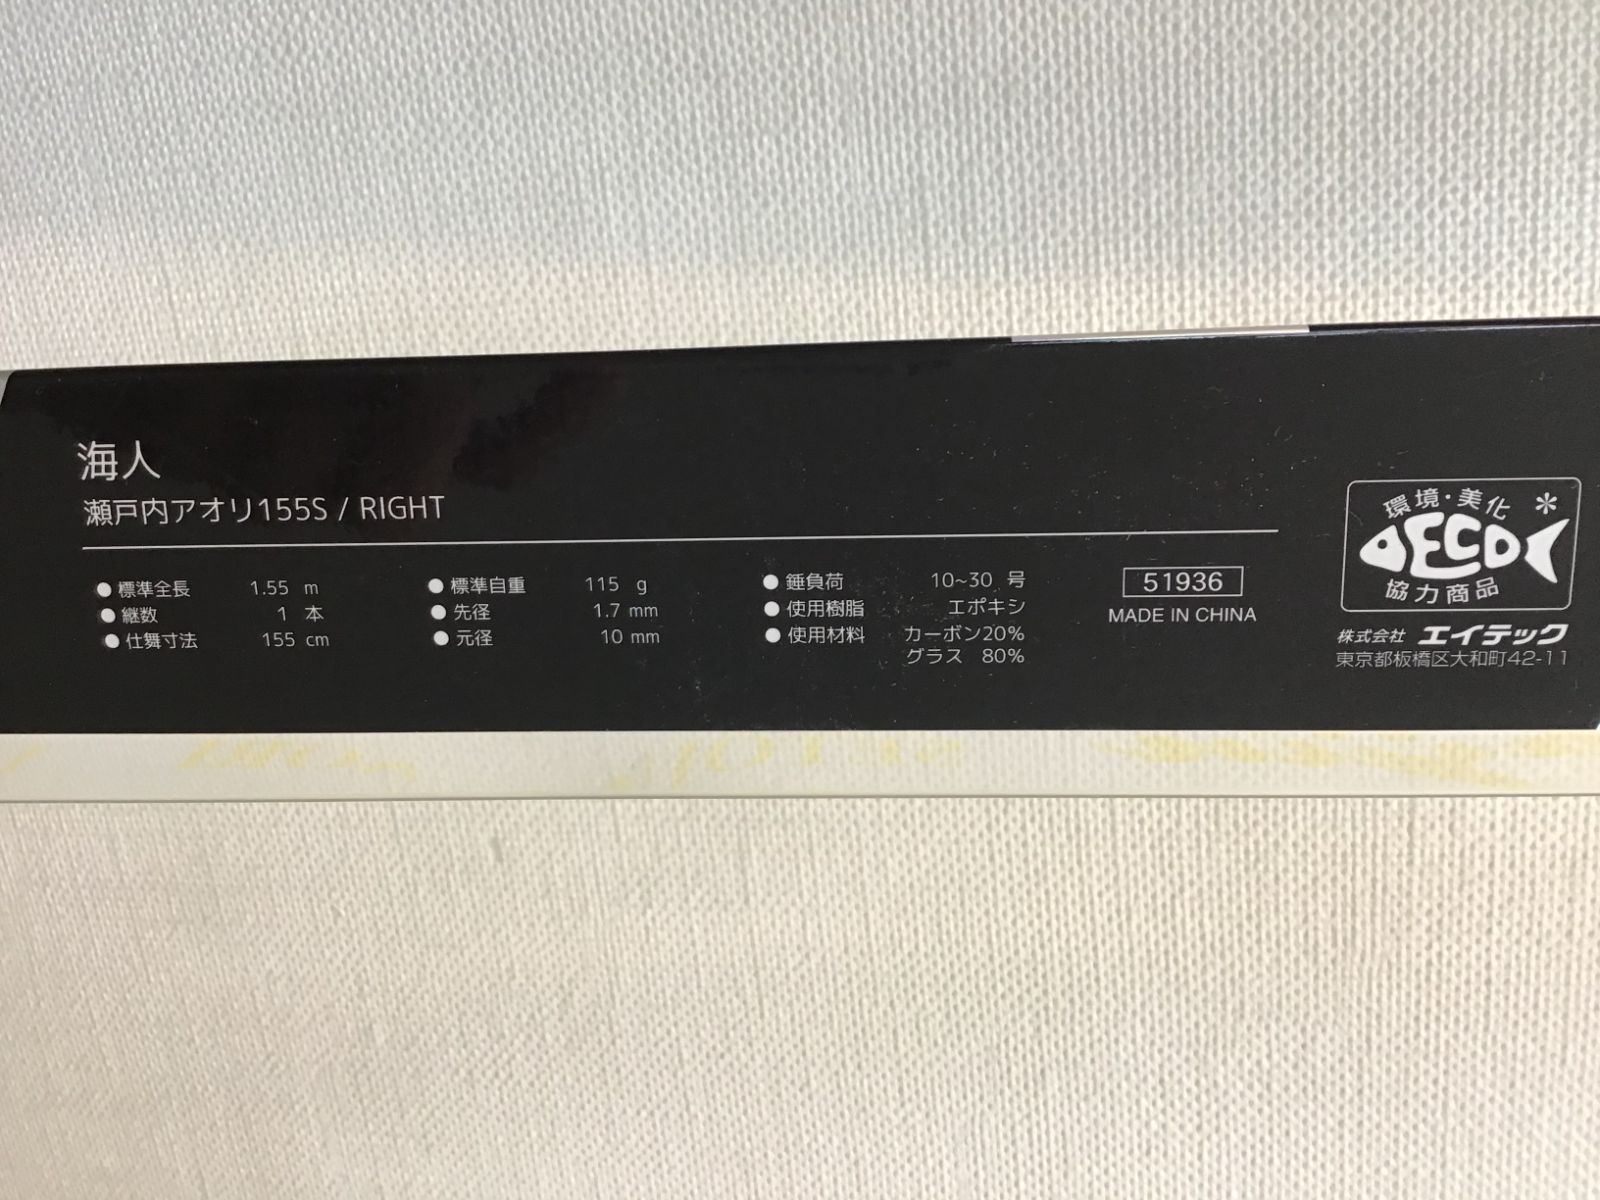 海人
瀬戸内アオリ155S / RIGHT
● 標準全長 1.55 m
● 継数 1 本
● 仕舞寸法 155 cm
● 標準自重 115 g
● 先径 1.7 mm
● 元径 10 mm
● 錘負荷 10~30 号
● 使用樹脂 エポキシ
● 使用材料 カーボン20%
グラス 80%
51936
MADE IN CHINA
環境・美化 *
ECO
協力商品
株式会社 エイテック
東京都板橋区大和町42-11